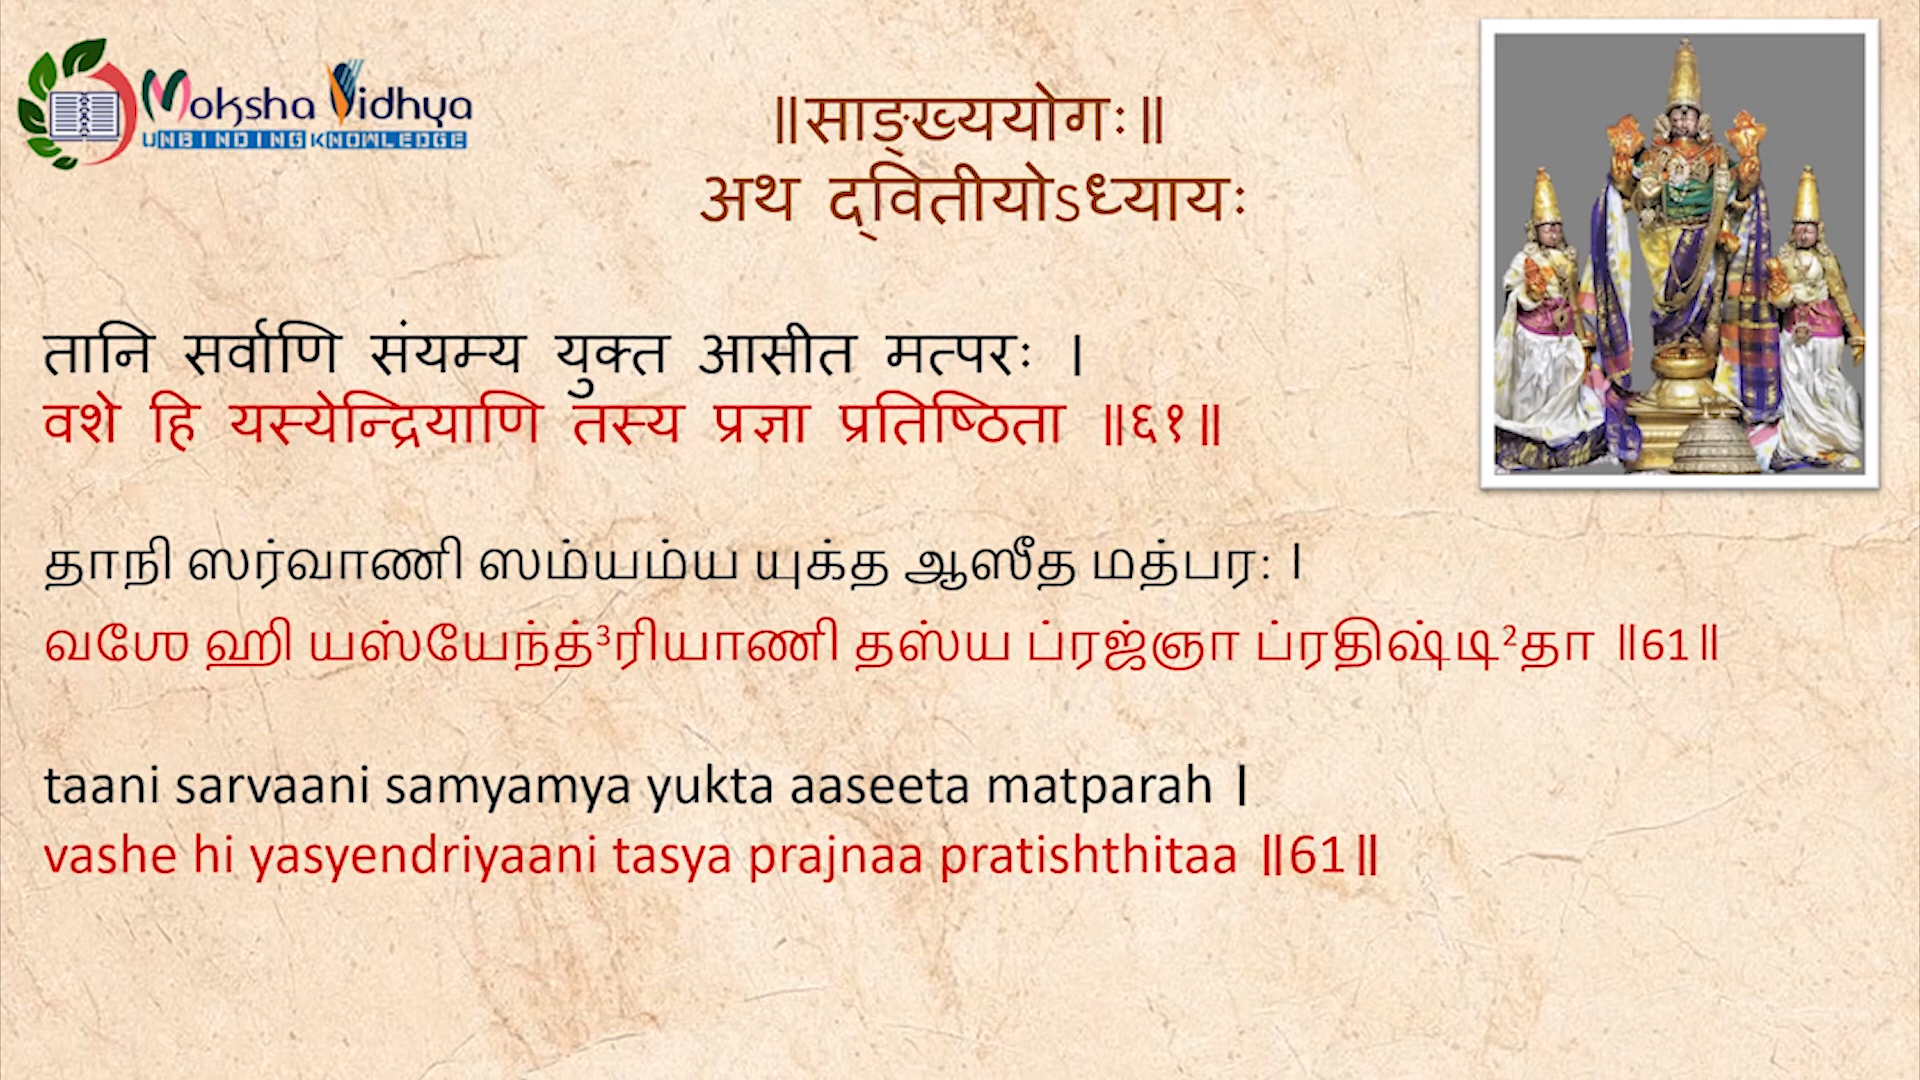 Moksha Vidhya
UNBINDING KNOWLEDGE
॥साङ्ख्ययोगः॥
अथ द्वितीयोऽध्यायः
तानि सर्वाणि संयम्य युक्त आसीत मत्परः ।
वशे हि यस्येन्द्रियाणि तस्य प्रज्ञा प्रतिष्ठिता ॥६१॥
தாநி ஸர்வாணி ஸம்யம்ய யுக்த ஆஸீத மத்பர: ।
வஶே ஹி யஸ்யேந்த்³ரியாணி தஸ்ய ப்ரஜ்ஞா ப்ரதிஷ்டி²தா ॥61॥
taani sarvaani samyamya yukta aaseeta matparah ।
vashe hi yasyendriyaani tasya prajnaa pratishthitaa ॥61॥